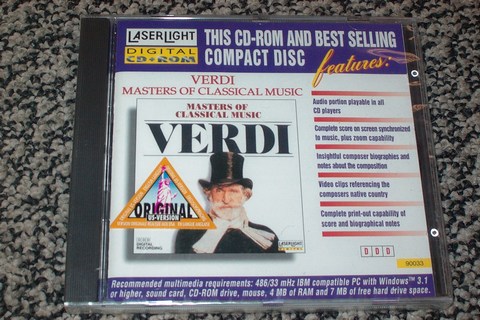 LASERLIGHT
DIGITAL
CD-ROM
THIS CD-ROM AND BEST SELLING
COMPACT DISC
features:
VERDI
MASTERS OF CLASSICAL MUSIC
MASTERS OF
CLASSICAL MUSIC
VERDI
ORIGINAL
US-VERSION
DIGITAL
RECORDING
LASERLIGHT
DIGITAL
Audio portion playable in all
CD players
Complete score on screen synchronized
to music, plus zoom capability
Insightful composer biographies and
notes about the composition
Video clips referencing the
composers native country
Complete print-out capability of
score and biographical notes
D D D
90033
Recommended multimedia requirements: 486/33 mHz IBM compatible PC with Windows™ 3.1
or higher, sound card, CD-ROM drive, mouse, 4 MB of RAM and 7 MB of free hard drive space.